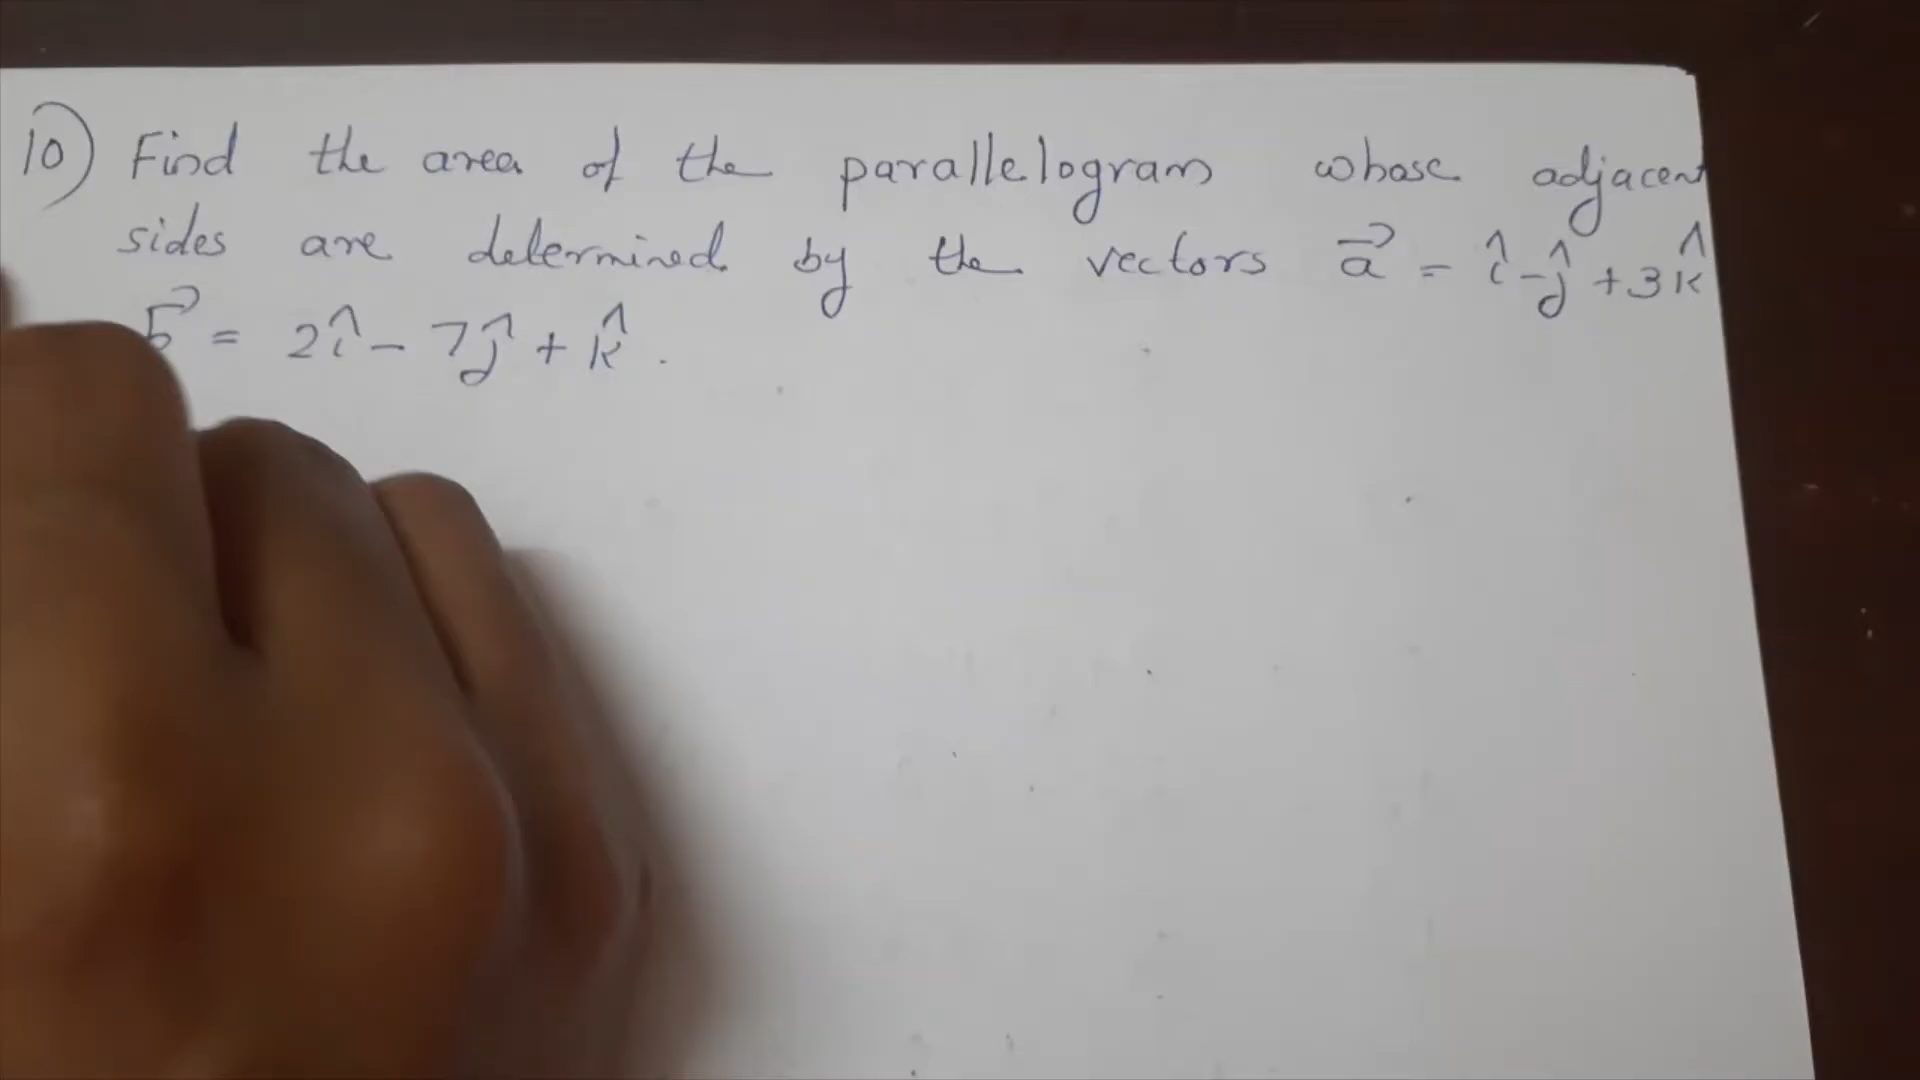 10) Find the area of the parallelogram whose adjacent
sides are determined by the vectors a⃗ = î - ĵ + 3k̂
b⃗ = 2î - 7ĵ + k̂.